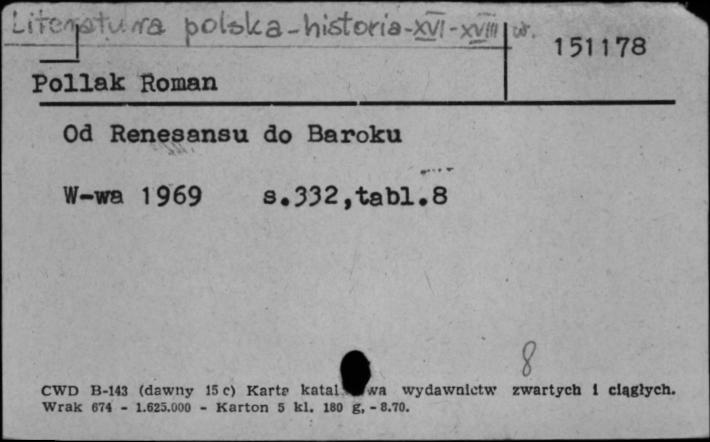 Literatura polska-historia-XVI-XVIII w.
151178
Pollak Roman
Od Renesansu do Baroku
W-wa 1969 s.332,tabl.8
8
CWD B-143 (dawny 15 c) Karta katal wa wydawnictw zwartych i ciągłych.
Wrak 674 - 1.625.000 - Karton 5 kl. 180 g, - 8.70.